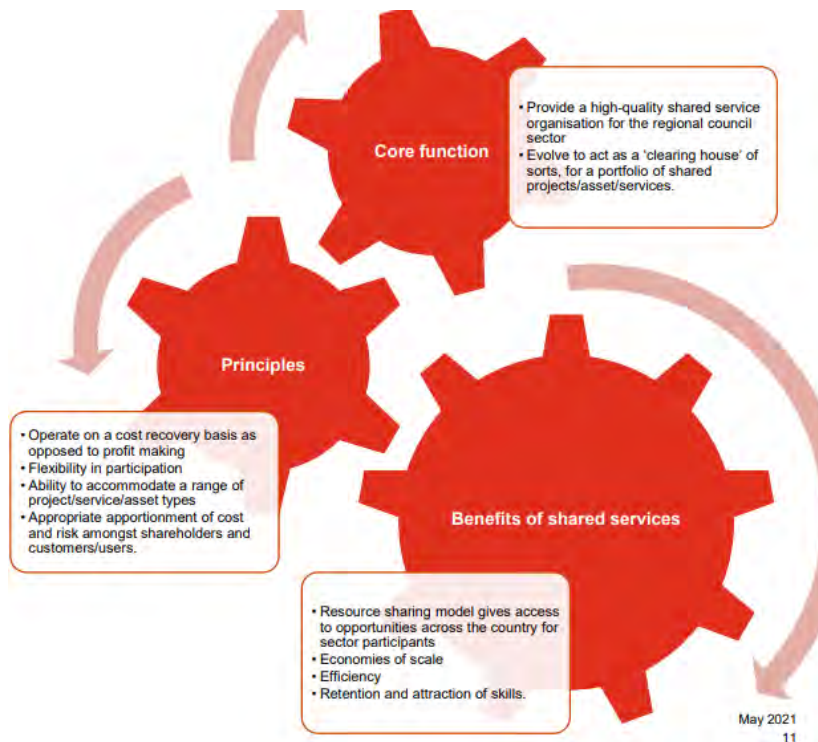 Core function
• Provide a high-quality shared service
organisation for the regional council
sector
• Evolve to act as a ‘clearing house’ of
sorts, for a portfolio of shared
projects/asset/services.
Principles
• Operate on a cost recovery basis as
opposed to profit making
• Flexibility in participation
• Ability to accommodate a range of
project/service/asset types
• Appropriate apportionment of cost
and risk amongst shareholders and
customers/users.
Benefits of shared services
• Resource sharing model gives access
to opportunities across the country for
sector participants
• Economies of scale
• Efficiency
• Retention and attraction of skills.
May 2021
11